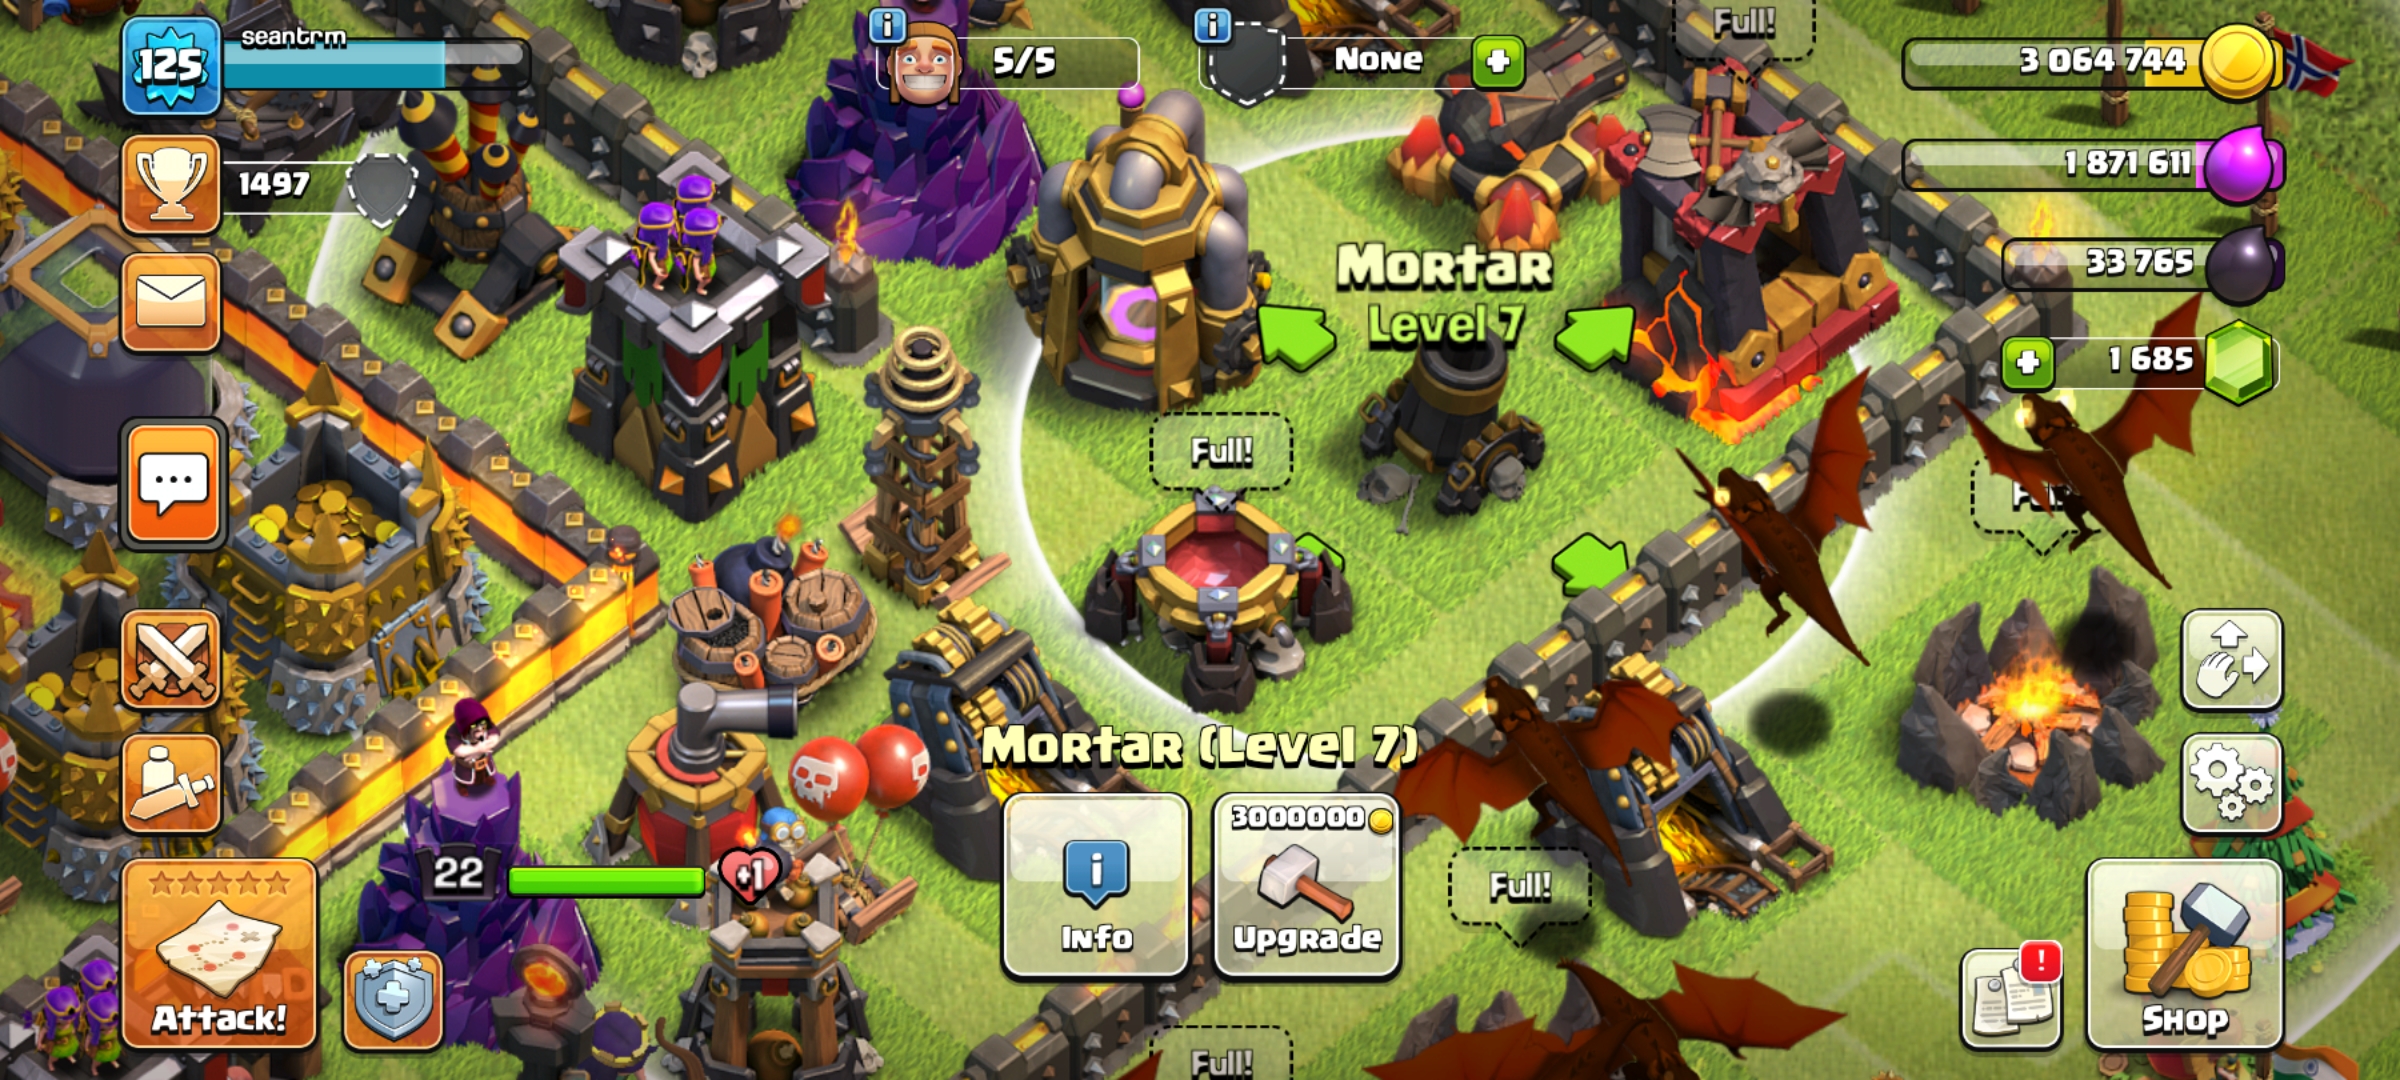 125
seantrm
5/5
None
Full!
3 064 744
1497
1 871 611
33 765
1 685
Mortar
Level 7
Full!
Mortar (Level 7)
22
+1
Info
3000000
Upgrade
Full!
Attack!
Shop
Full!